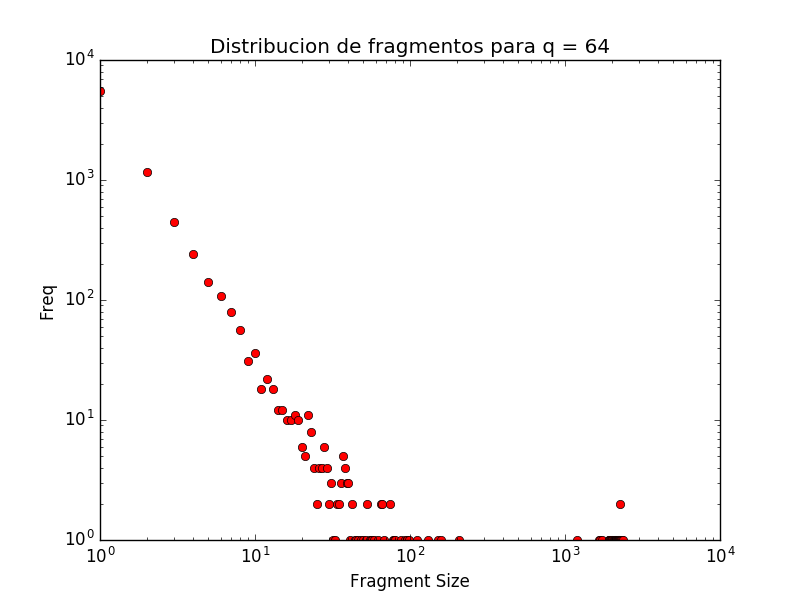 Distribucion de fragmentos para q = 64
10^4
10^3
10^2
10^1
10^0
Freq
10^0 10^1 10^2 10^3 10^4
Fragment Size